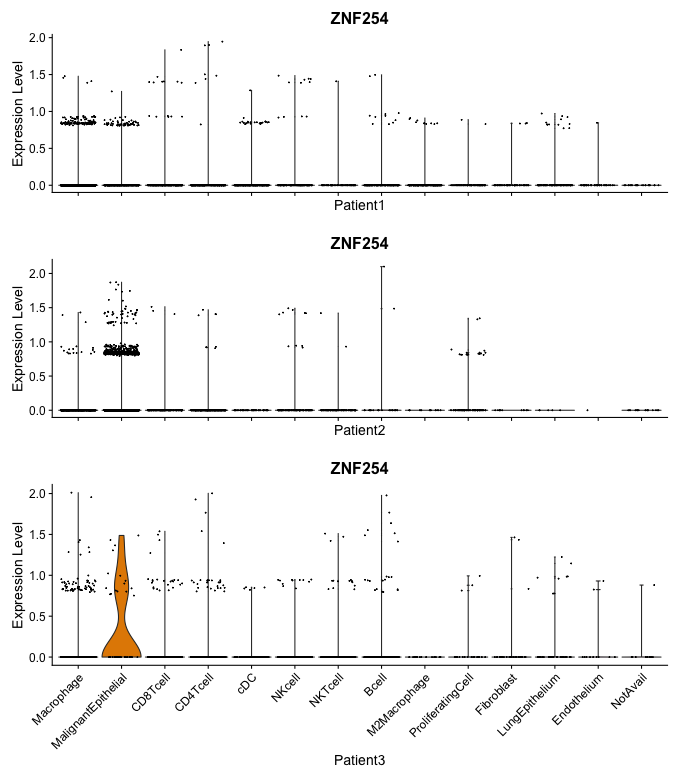 ZNF254
Expression Level
2.0
1.5
1.0
0.5
0.0
Patient1
ZNF254
Expression Level
2.0
1.5
1.0
0.5
0.0
Patient2
ZNF254
Expression Level
2.0
1.5
1.0
0.5
0.0
Macrophage
MalignantEpithelial
CD8Tcell
CD4Tcell
cDC
NKcell
NKTcell
Bcell
M2Macrophage
ProliferatingCell
Fibroblast
LungEpithelium
Endothelium
NotAvail
Patient3